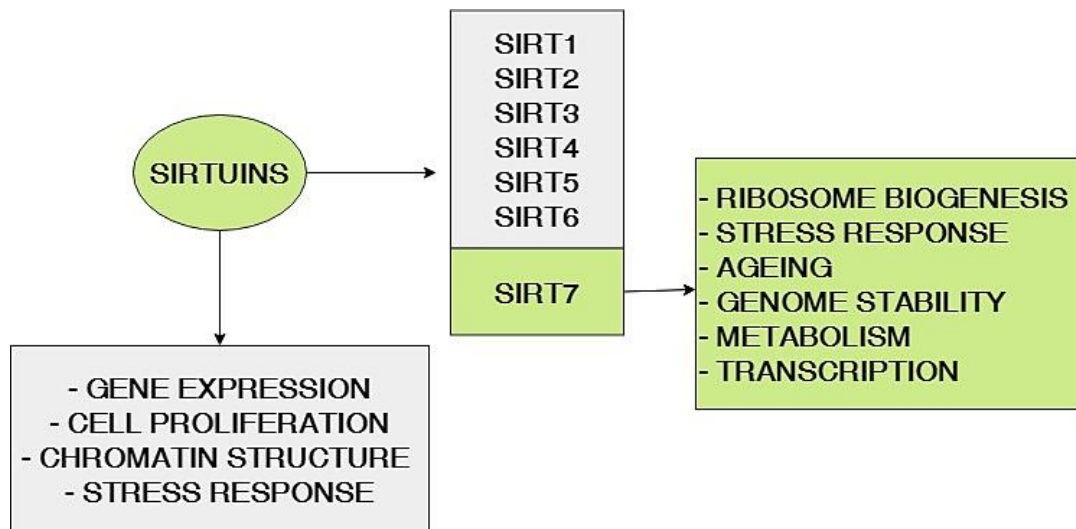 SIRTUINS
SIRT1
SIRT2
SIRT3
SIRT4
SIRT5
SIRT6
SIRT7
- RIBOSOME BIOGENESIS
- STRESS RESPONSE
- AGEING
- GENOME STABILITY
- METABOLISM
- TRANSCRIPTION
- GENE EXPRESSION
- CELL PROLIFERATION
- CHROMATIN STRUCTURE
- STRESS RESPONSE